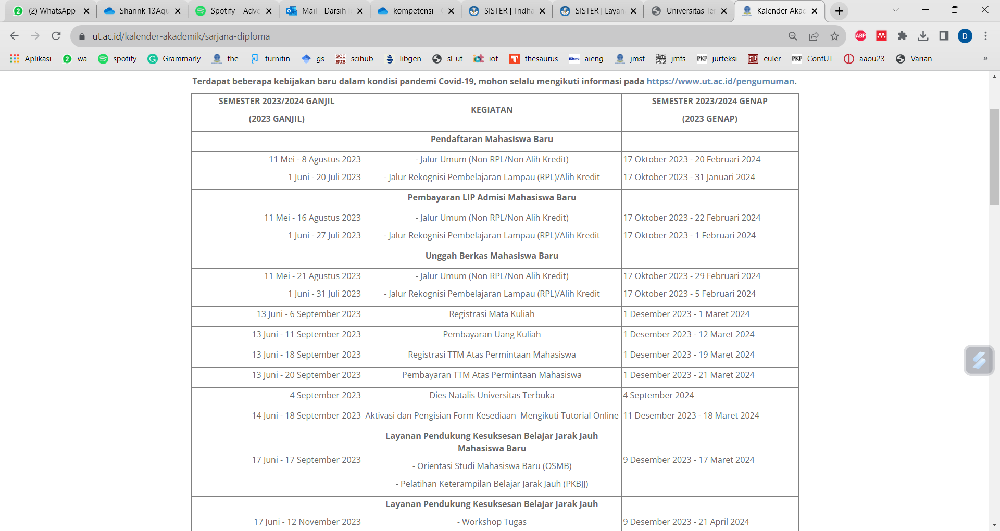 (2) WhatsApp
Sharink 13Agu
Spotify – Adve
Mail - Darsih I
kompetensi -
SISTER | Tridha
SISTER | Layan
Universitas Te
Kalender Akad
ut.ac.id/kalender-akademik/sarjana-diploma
ABP
D
Aplikasi
2
wa
spotify
Grammarly
the
turnitin
gs
SCI
HUB
scihub
libgen
sl-ut
iot
thesaurus
aieng
jmst
jmfs
PKP
jurteksi
euler
PKP
ConfUT
aaou23
Varian
»
Terdapat beberapa kebijakan baru dalam kondisi pandemi Covid-19, mohon selalu mengikuti informasi pada https://www.ut.ac.id/pengumuman.
SEMESTER 2023/2024 GANJIL
(2023 GANJIL)
KEGIATAN
SEMESTER 2023/2024 GENAP
(2023 GENAP)
Pendaftaran Mahasiswa Baru
11 Mei - 8 Agustus 2023 - Jalur Umum (Non RPL/Non Alih Kredit) 17 Oktober 2023 - 20 Februari 2024
1 Juni - 20 Juli 2023 - Jalur Rekognisi Pembelajaran Lampau (RPL)/Alih Kredit 17 Oktober 2023 - 31 Januari 2024
Pembayaran LIP Admisi Mahasiswa Baru
11 Mei - 16 Agustus 2023 - Jalur Umum (Non RPL/Non Alih Kredit) 17 Oktober 2023 - 22 Februari 2024
1 Juni - 27 Juli 2023 - Jalur Rekognisi Pembelajaran Lampau (RPL)/Alih Kredit 17 Oktober 2023 - 1 Februari 2024
Unggah Berkas Mahasiswa Baru
11 Mei - 21 Agustus 2023 - Jalur Umum (Non RPL/Non Alih Kredit) 17 Oktober 2023 - 29 Februari 2024
1 Juni - 31 Juli 2023 - Jalur Rekognisi Pembelajaran Lampau (RPL)/Alih Kredit 17 Oktober 2023 - 5 Februari 2024
13 Juni - 6 September 2023 Registrasi Mata Kuliah 1 Desember 2023 - 1 Maret 2024
13 Juni - 11 September 2023 Pembayaran Uang Kuliah 1 Desember 2023 - 12 Maret 2024
13 Juni - 18 September 2023 Registrasi TTM Atas Permintaan Mahasiswa 1 Desember 2023 - 19 Maret 2024
13 Juni - 20 September 2023 Pembayaran TTM Atas Permintaan Mahasiswa 1 Desember 2023 - 21 Maret 2024
4 September 2023 Dies Natalis Universitas Terbuka 4 September 2024
14 Juni - 18 September 2023 Aktivasi dan Pengisian Form Kesediaan  Mengikuti Tutorial Online 11 Desember 2023 - 18 Maret 2024
Layanan Pendukung Kesuksesan Belajar Jarak Jauh
Mahasiswa Baru
17 Juni - 17 September 2023
- Orientasi Studi Mahasiswa Baru (OSMB)
- Pelatihan Keterampilan Belajar Jarak Jauh (PKBJJ)
9 Desember 2023 - 17 Maret 2024
Layanan Pendukung Kesuksesan Belajar Jarak Jauh
17 Juni - 12 November 2023 - Workshop Tugas 9 Desember 2023 - 21 April 2024